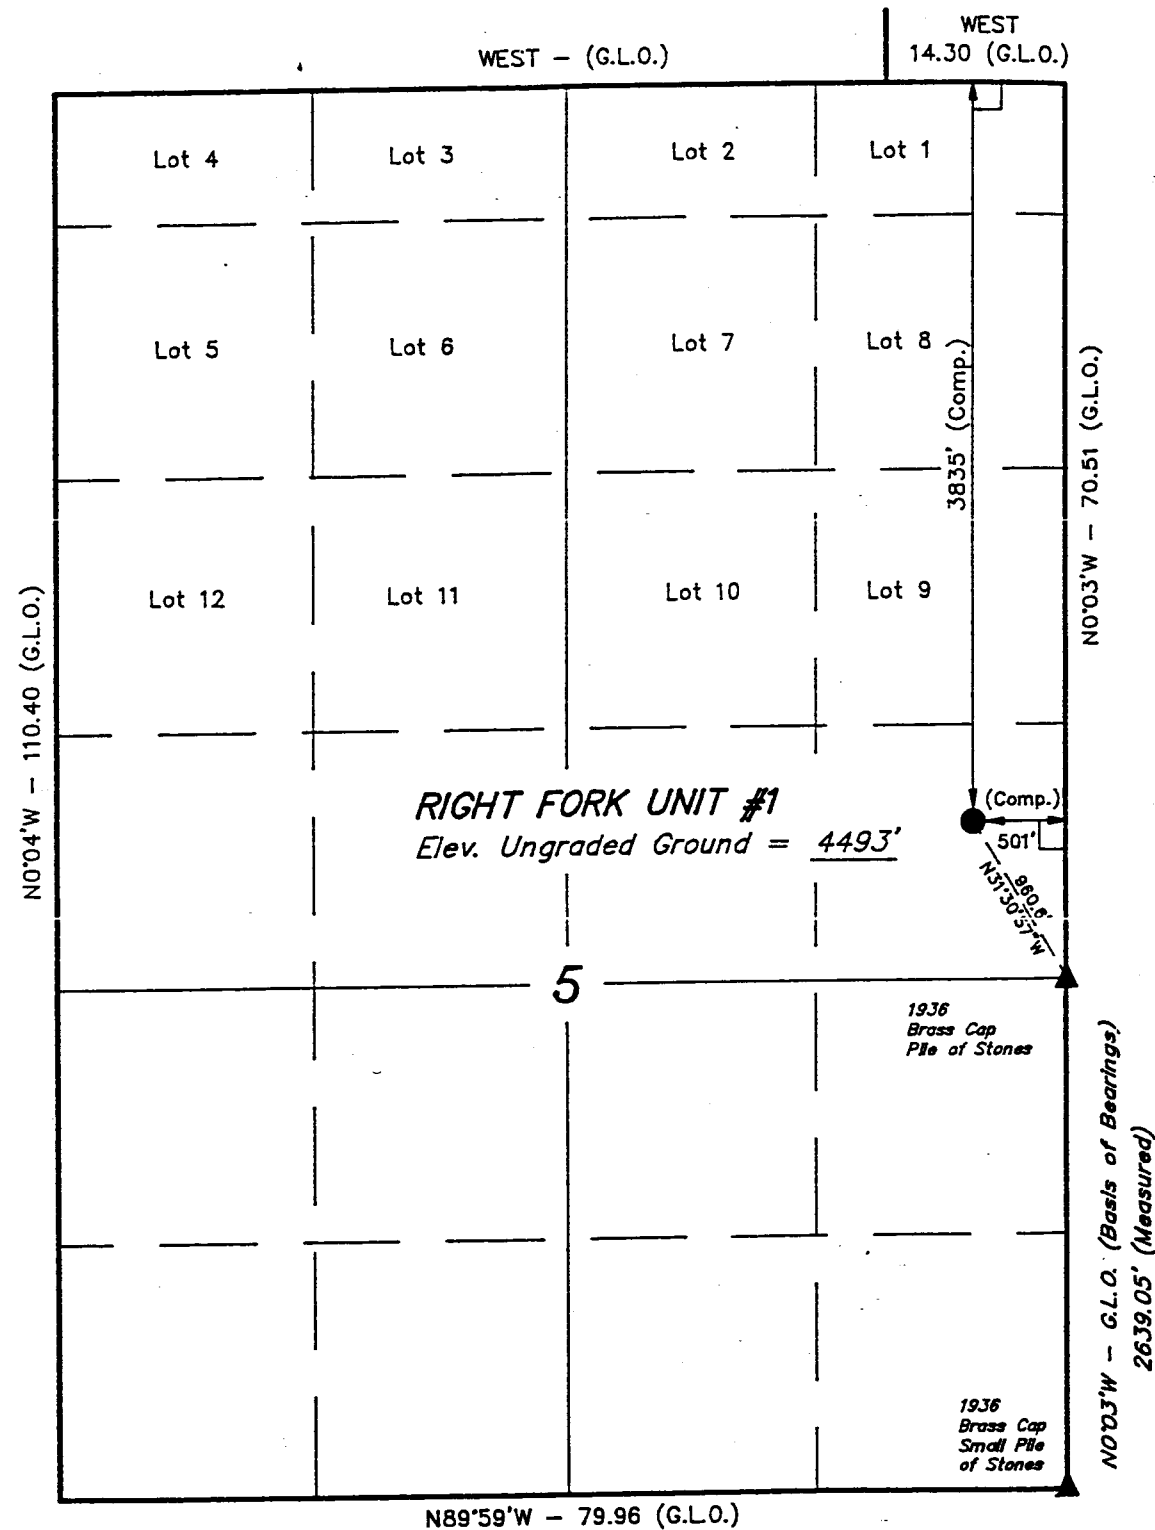 WEST
14.30 (G.L.O.)
WEST – (G.L.O.)
Lot 4
Lot 3
Lot 2
Lot 1
Lot 5
Lot 6
Lot 7
Lot 8
3835' (Comp.)
N0°03'W – 70.51 (G.L.O.)
Lot 12
Lot 11
Lot 10
Lot 9
N0°04'W – 110.40 (G.L.O.)
RIGHT FORK UNIT #1
Elev. Ungraded Ground = 4493'
(Comp.)
501'
960.6'
N31°30'57"W
5
1936
Brass Cap
Pile of Stones
N0°03'W – G.L.O. (Basis of Bearings)
2639.05' (Measured)
1936
Brass Cap
Small Pile
of Stones
N89°59'W – 79.96 (G.L.O.)